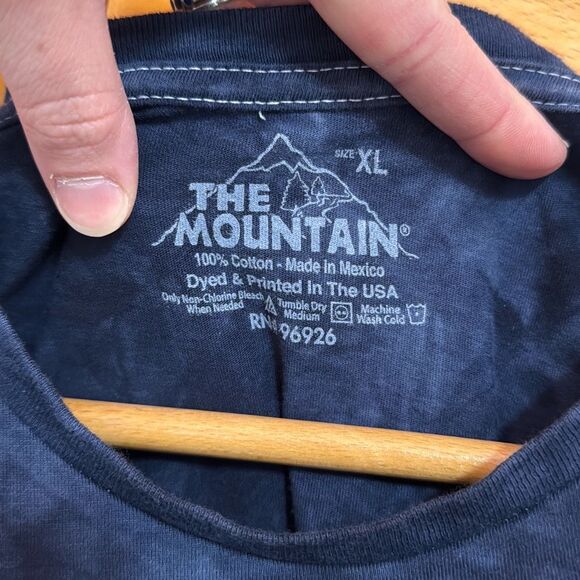 SIZE XL
THE
MOUNTAIN®
100% Cotton - Made in Mexico
Dyed & Printed In The USA
Only Non-Chlorine Bleach When Needed
Tumble Dry Medium
Machine Wash Cold
96926